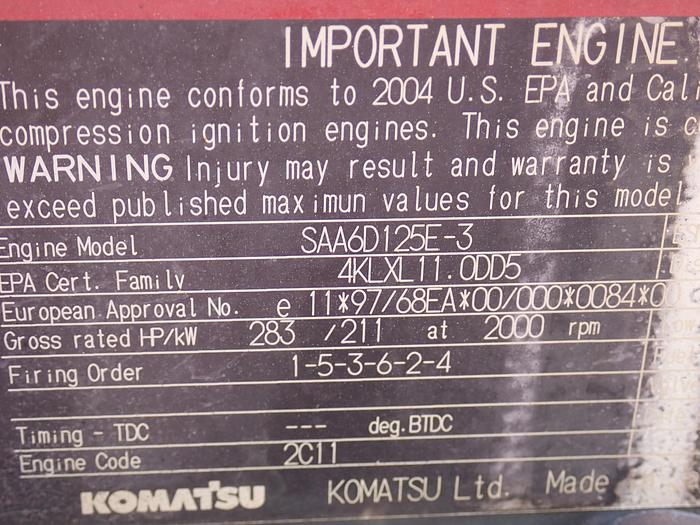 IMPORTANT ENGINE
This engine conforms to 2004 U.S. EPA and Cali
compression ignition engines. This engine is c
WARNING Injury may result and warranty is
exceed published maximun values for this model
Engine Model SAA6D125E-3
EPA Cert. Family 4KLXL11.0DD5
European Approval No. e 11*97/68EA*00/000*0084*00
Gross rated HP/kW 283 /211 at 2000 rpm
Firing Order 1-5-3-6-2-4
Timing - TDC --- deg.BTDC
Engine Code 2C11
KOMATSU KOMATSU Ltd. Made